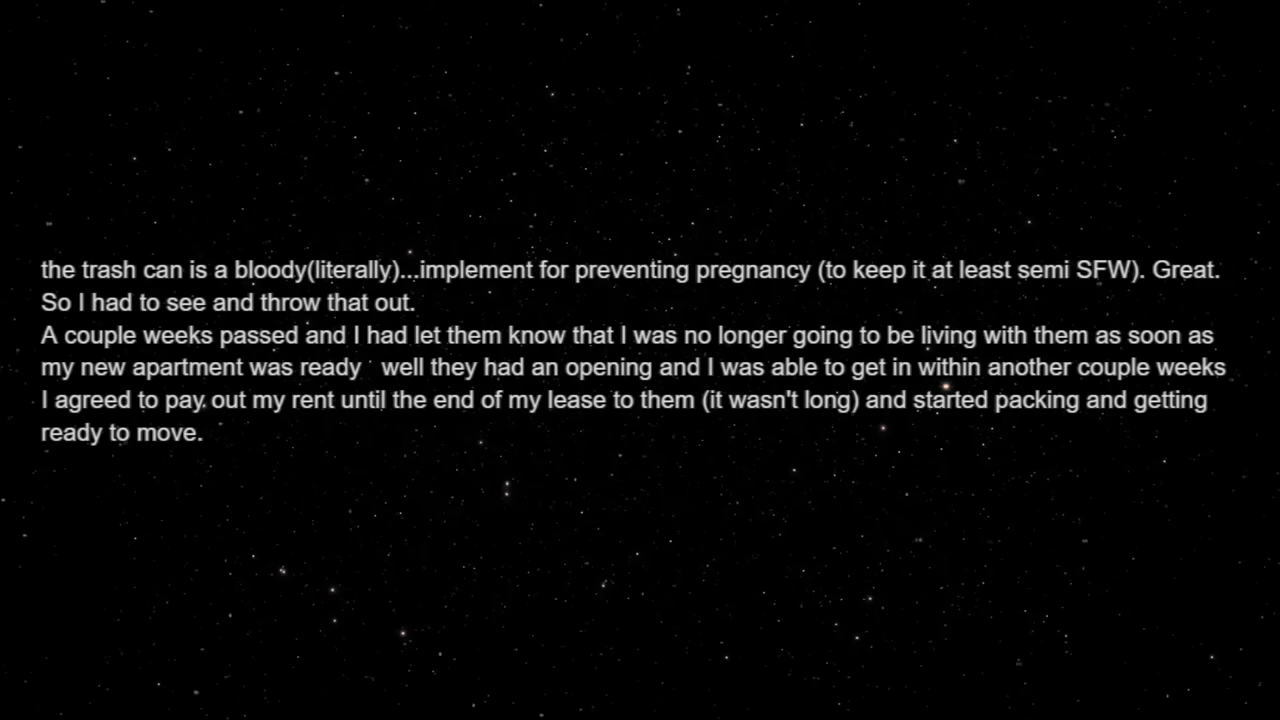 the trash can is a bloody(literally)...implement for preventing pregnancy (to keep it at least semi SFW). Great.
So I had to see and throw that out.
A couple weeks passed and I had let them know that I was no longer going to be living with them as soon as
my new apartment was ready   well they had an opening and I was able to get in within another couple weeks
I agreed to pay out my rent until the end of my lease to them (it wasn't long) and started packing and getting
ready to move.